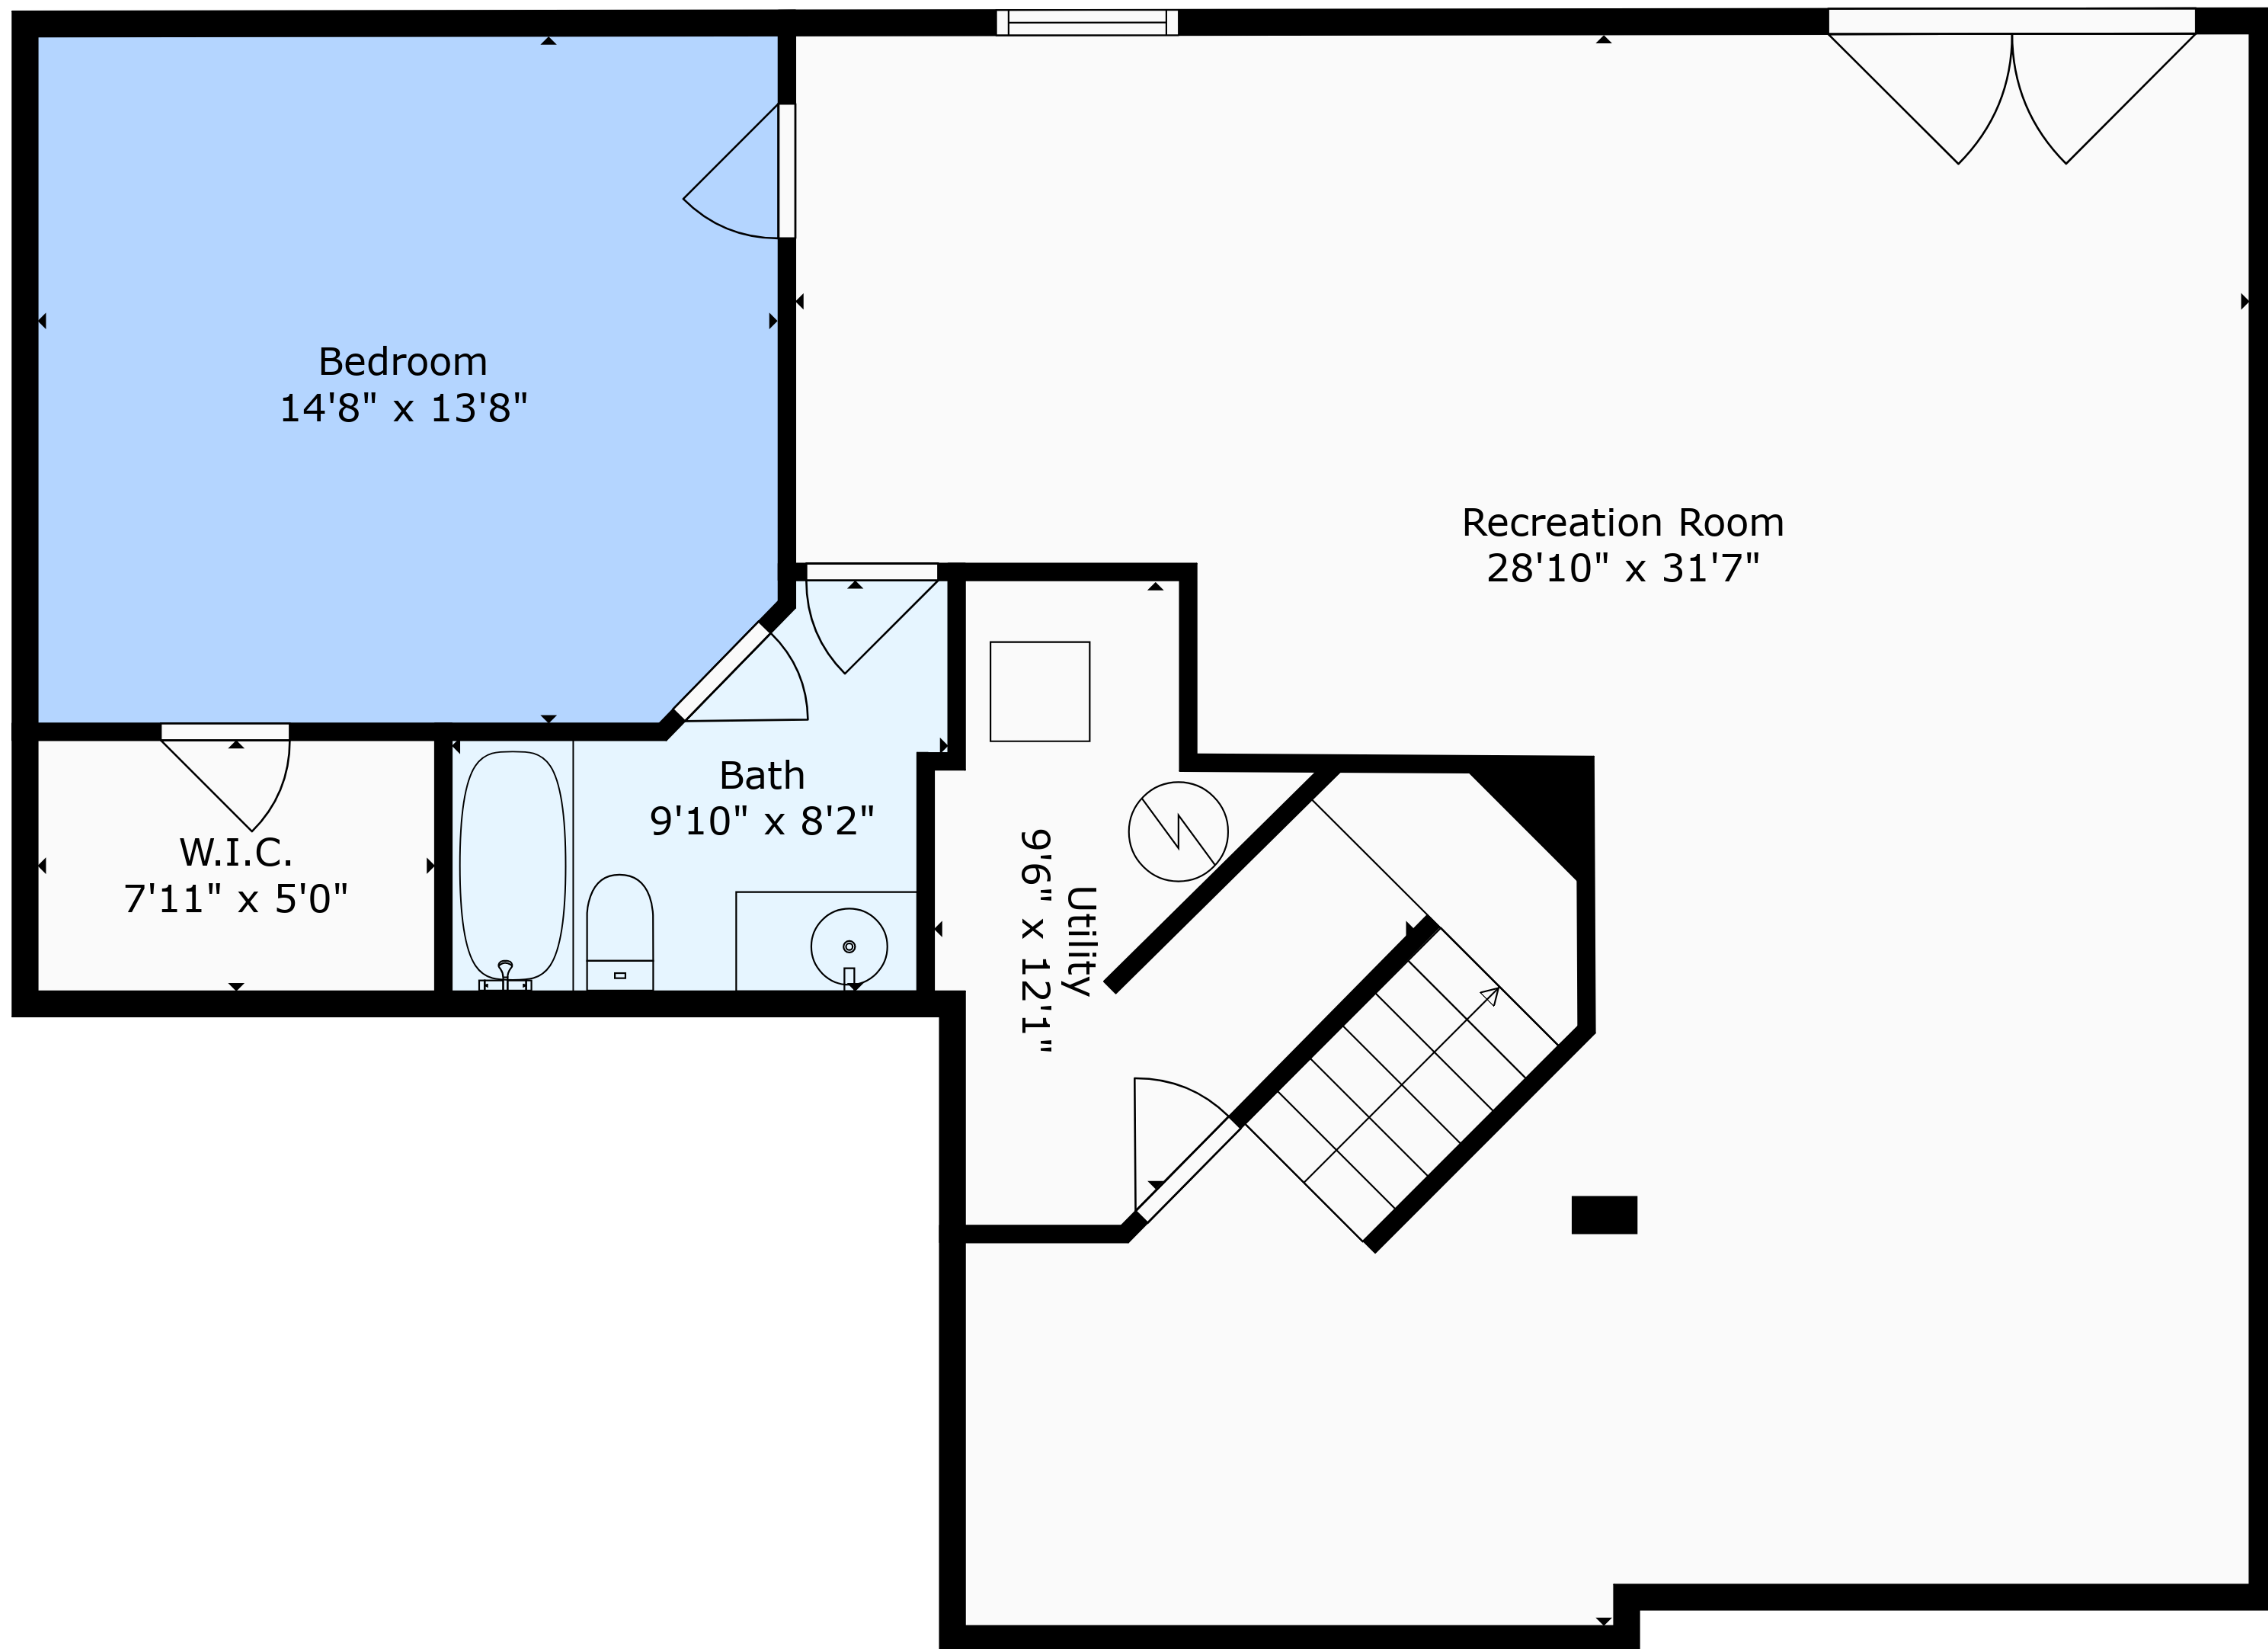 Bedroom
14'8" x 13'8"
Recreation Room
28'10" x 31'7"
Bath
9'10" x 8'2"
W.I.C.
7'11" x 5'0"
Utility
9'6" x 12'1"